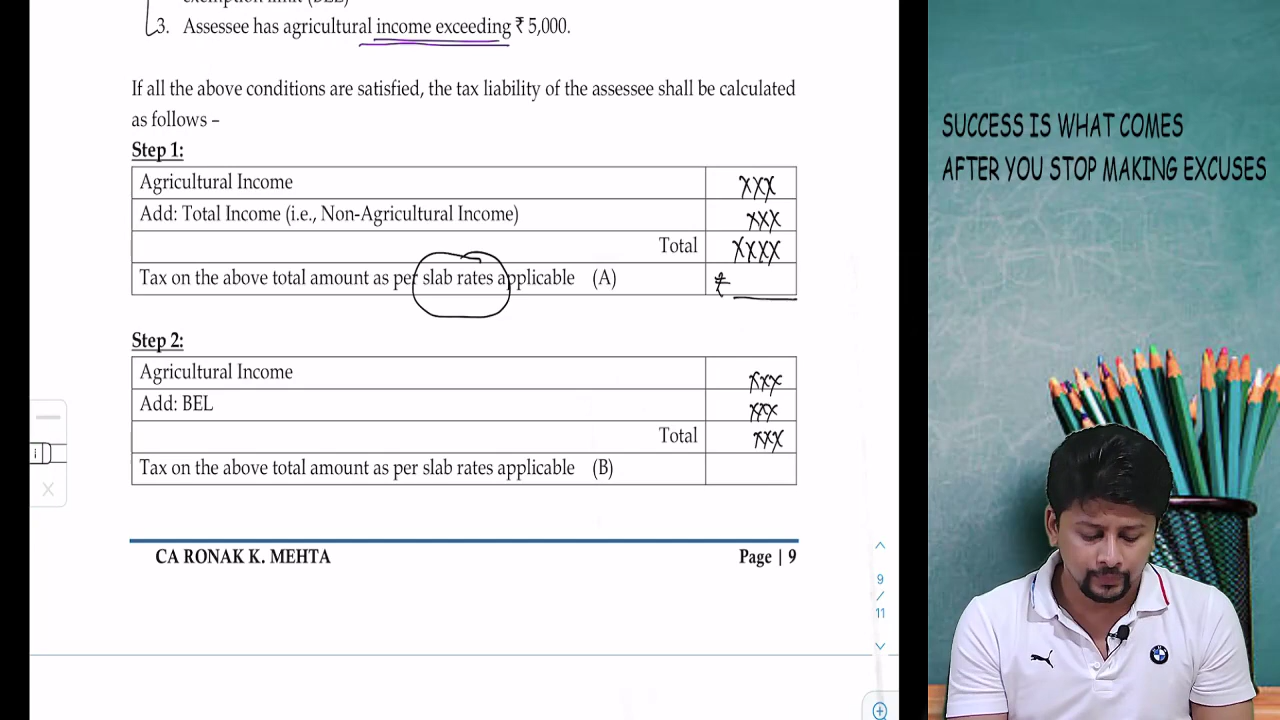 exemption limit (BEL)
3. Assessee has agricultural income exceeding ₹ 5,000.
If all the above conditions are satisfied, the tax liability of the assessee shall be calculated
as follows –
Step 1:
Agricultural Income xxx
Add: Total Income (i.e., Non-Agricultural Income) xxx
Total xxxx
Tax on the above total amount as per slab rates applicable (A) ₹
Step 2:
Agricultural Income xxx
Add: BEL xxx
Total xxx
Tax on the above total amount as per slab rates applicable (B)
CA RONAK K. MEHTA Page | 9
9
/
11
SUCCESS IS WHAT COMES
AFTER YOU STOP MAKING EXCUSES